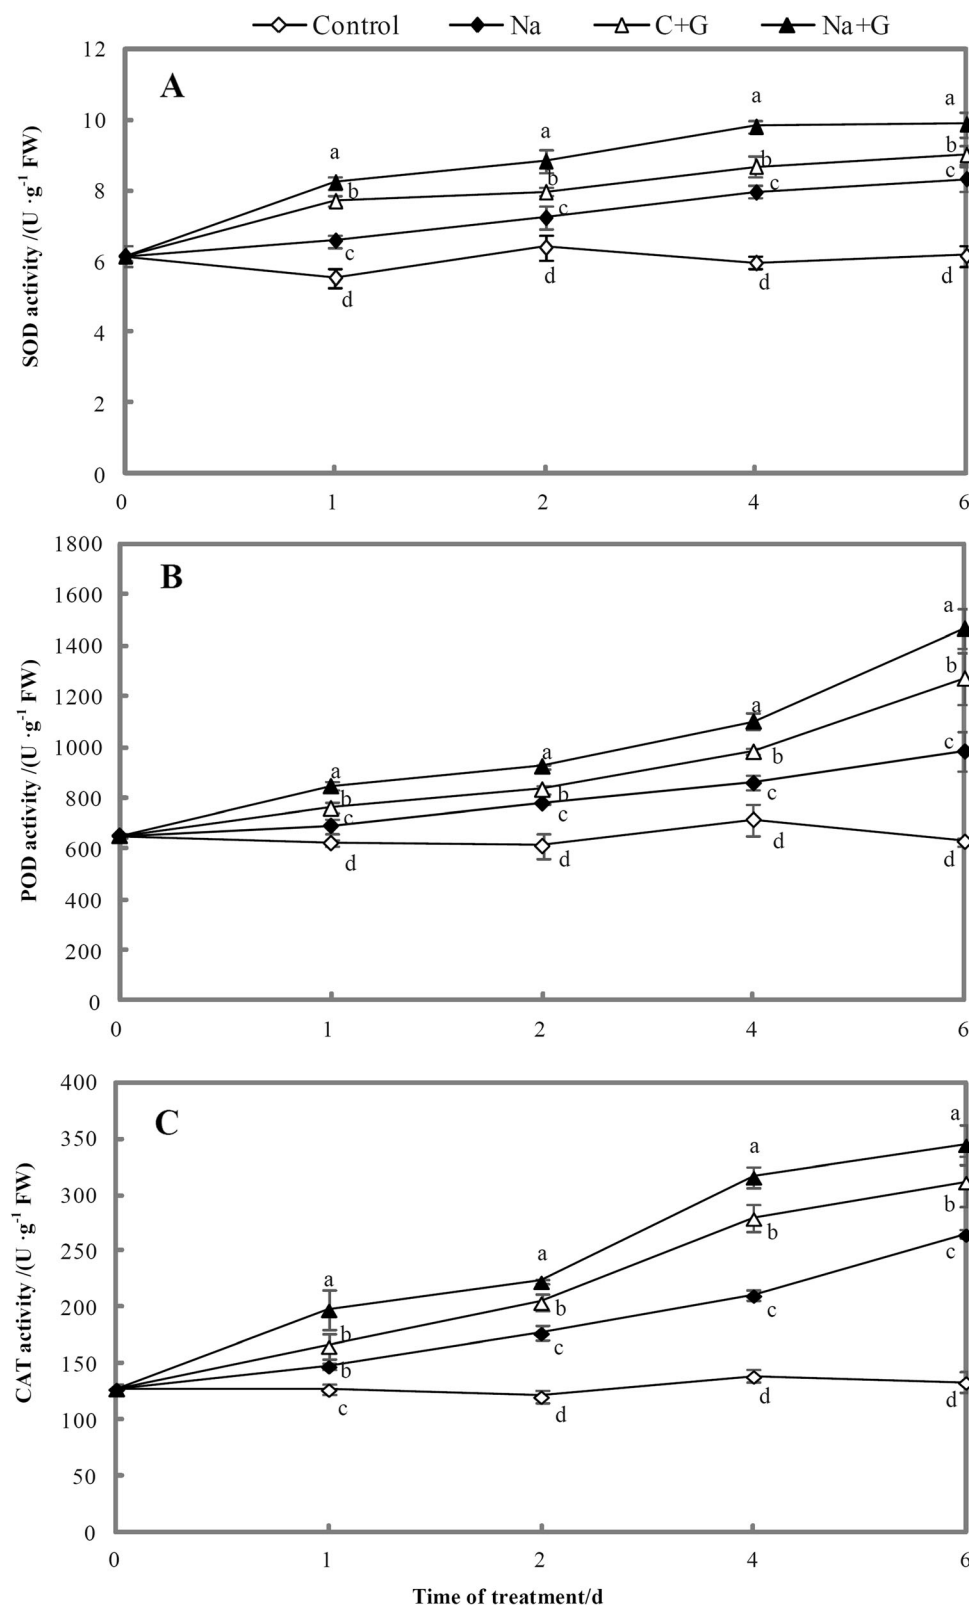 Control Na C+G Na+G
A
SOD activity /(U ·g-1 FW)
12
10
8
6
4
2
0
a a a a
b b b b
c c c c
d d d d
0 1 2 4 6
B
POD activity /(U ·g-1 FW)
1800
1600
1400
1200
1000
800
600
400
200
0
a a a a
b b b b
c c c c
d d d d
0 1 2 4 6
C
CAT activity /(U ·g-1 FW)
400
350
300
250
200
150
100
50
0
a a a a
b b b b
b c c c
c d d d
0 1 2 4 6
Time of treatment/d